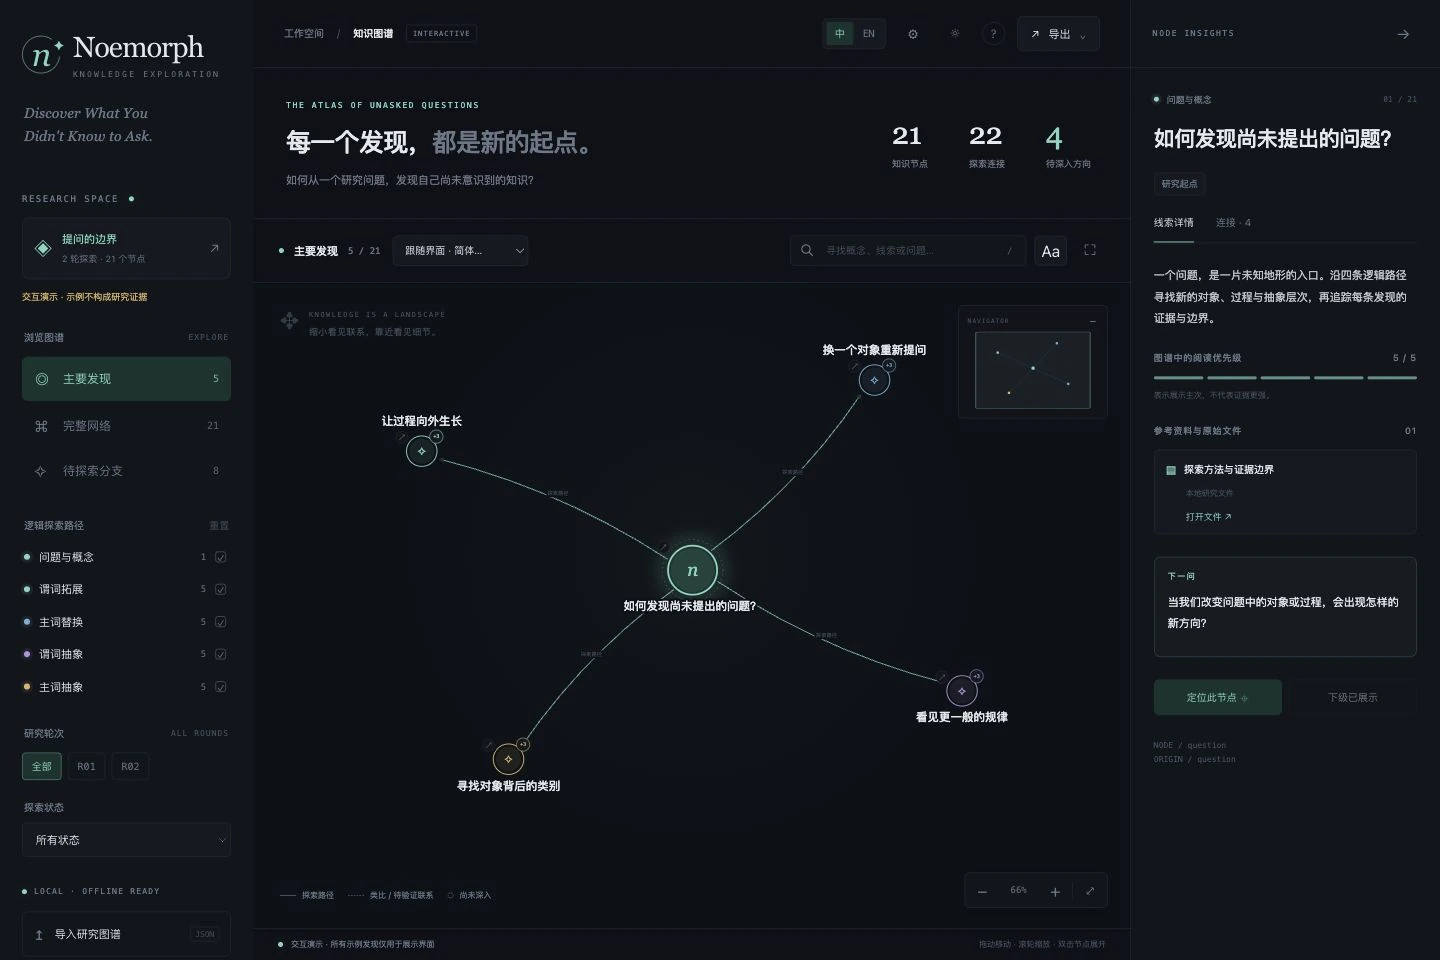 Noemorph
KNOWLEDGE EXPLORATION
Discover What You
Didn't Know to Ask.
RESEARCH SPACE
提问的边界
2 轮探索 · 21 个节点
交互演示 · 示例不构成研究证据
浏览图谱 EXPLORE
主要发现 5
完整网络 21
待探索分支 8
逻辑探索路径 重置
问题与概念 1
谓词拓展 5
主词替换 5
谓词抽象 5
主词抽象 5
研究轮次 ALL ROUNDS
全部 R01 R02
探索状态
所有状态
LOCAL · OFFLINE READY
导入研究图谱 JSON
工作空间 / 知识图谱 INTERACTIVE
中 EN ? 导出
THE ATLAS OF UNASKED QUESTIONS
每一个发现，都是新的起点。
如何从一个研究问题，发现自己尚未意识到的知识？
21 22 4
知识节点 探索连接 待深入方向
主要发现 5 / 21 跟随界面 · 简体...
寻找概念、线索或问题... / Aa
KNOWLEDGE IS A LANDSCAPE
缩小看见联系，靠近看见细节。
NAVIGATOR
换一个对象重新提问
+3
让过程向外生长
+3
探索路径
探索路径
n
如何发现尚未提出的问题？
探索路径
探索路径
+3
看见更一般的规律
+3
寻找对象背后的类别
探索路径 类比 / 待验证联系 尚未深入
− 66% +
交互演示 · 所有示例发现仅用于展示界面
拖动移动 · 滚轮缩放 · 双击节点展开
NODE INSIGHTS
问题与概念 01 / 21
如何发现尚未提出的问题？
研究起点
线索详情 连接 · 4
一个问题，是一片未知地形的入口。沿四条逻辑路径
寻找新的对象、过程与抽象层次，再追踪每条发现的
证据与边界。
图谱中的阅读优先级 5 / 5
表示展示主次，不代表证据更强。
参考资料与原始文件 01
探索方法与证据边界
本地研究文件
打开文件 ↗
下一问
当我们改变问题中的对象或过程，会出现怎样的
新方向？
定位此节点 下级已展示
NODE / question
ORIGIN / question